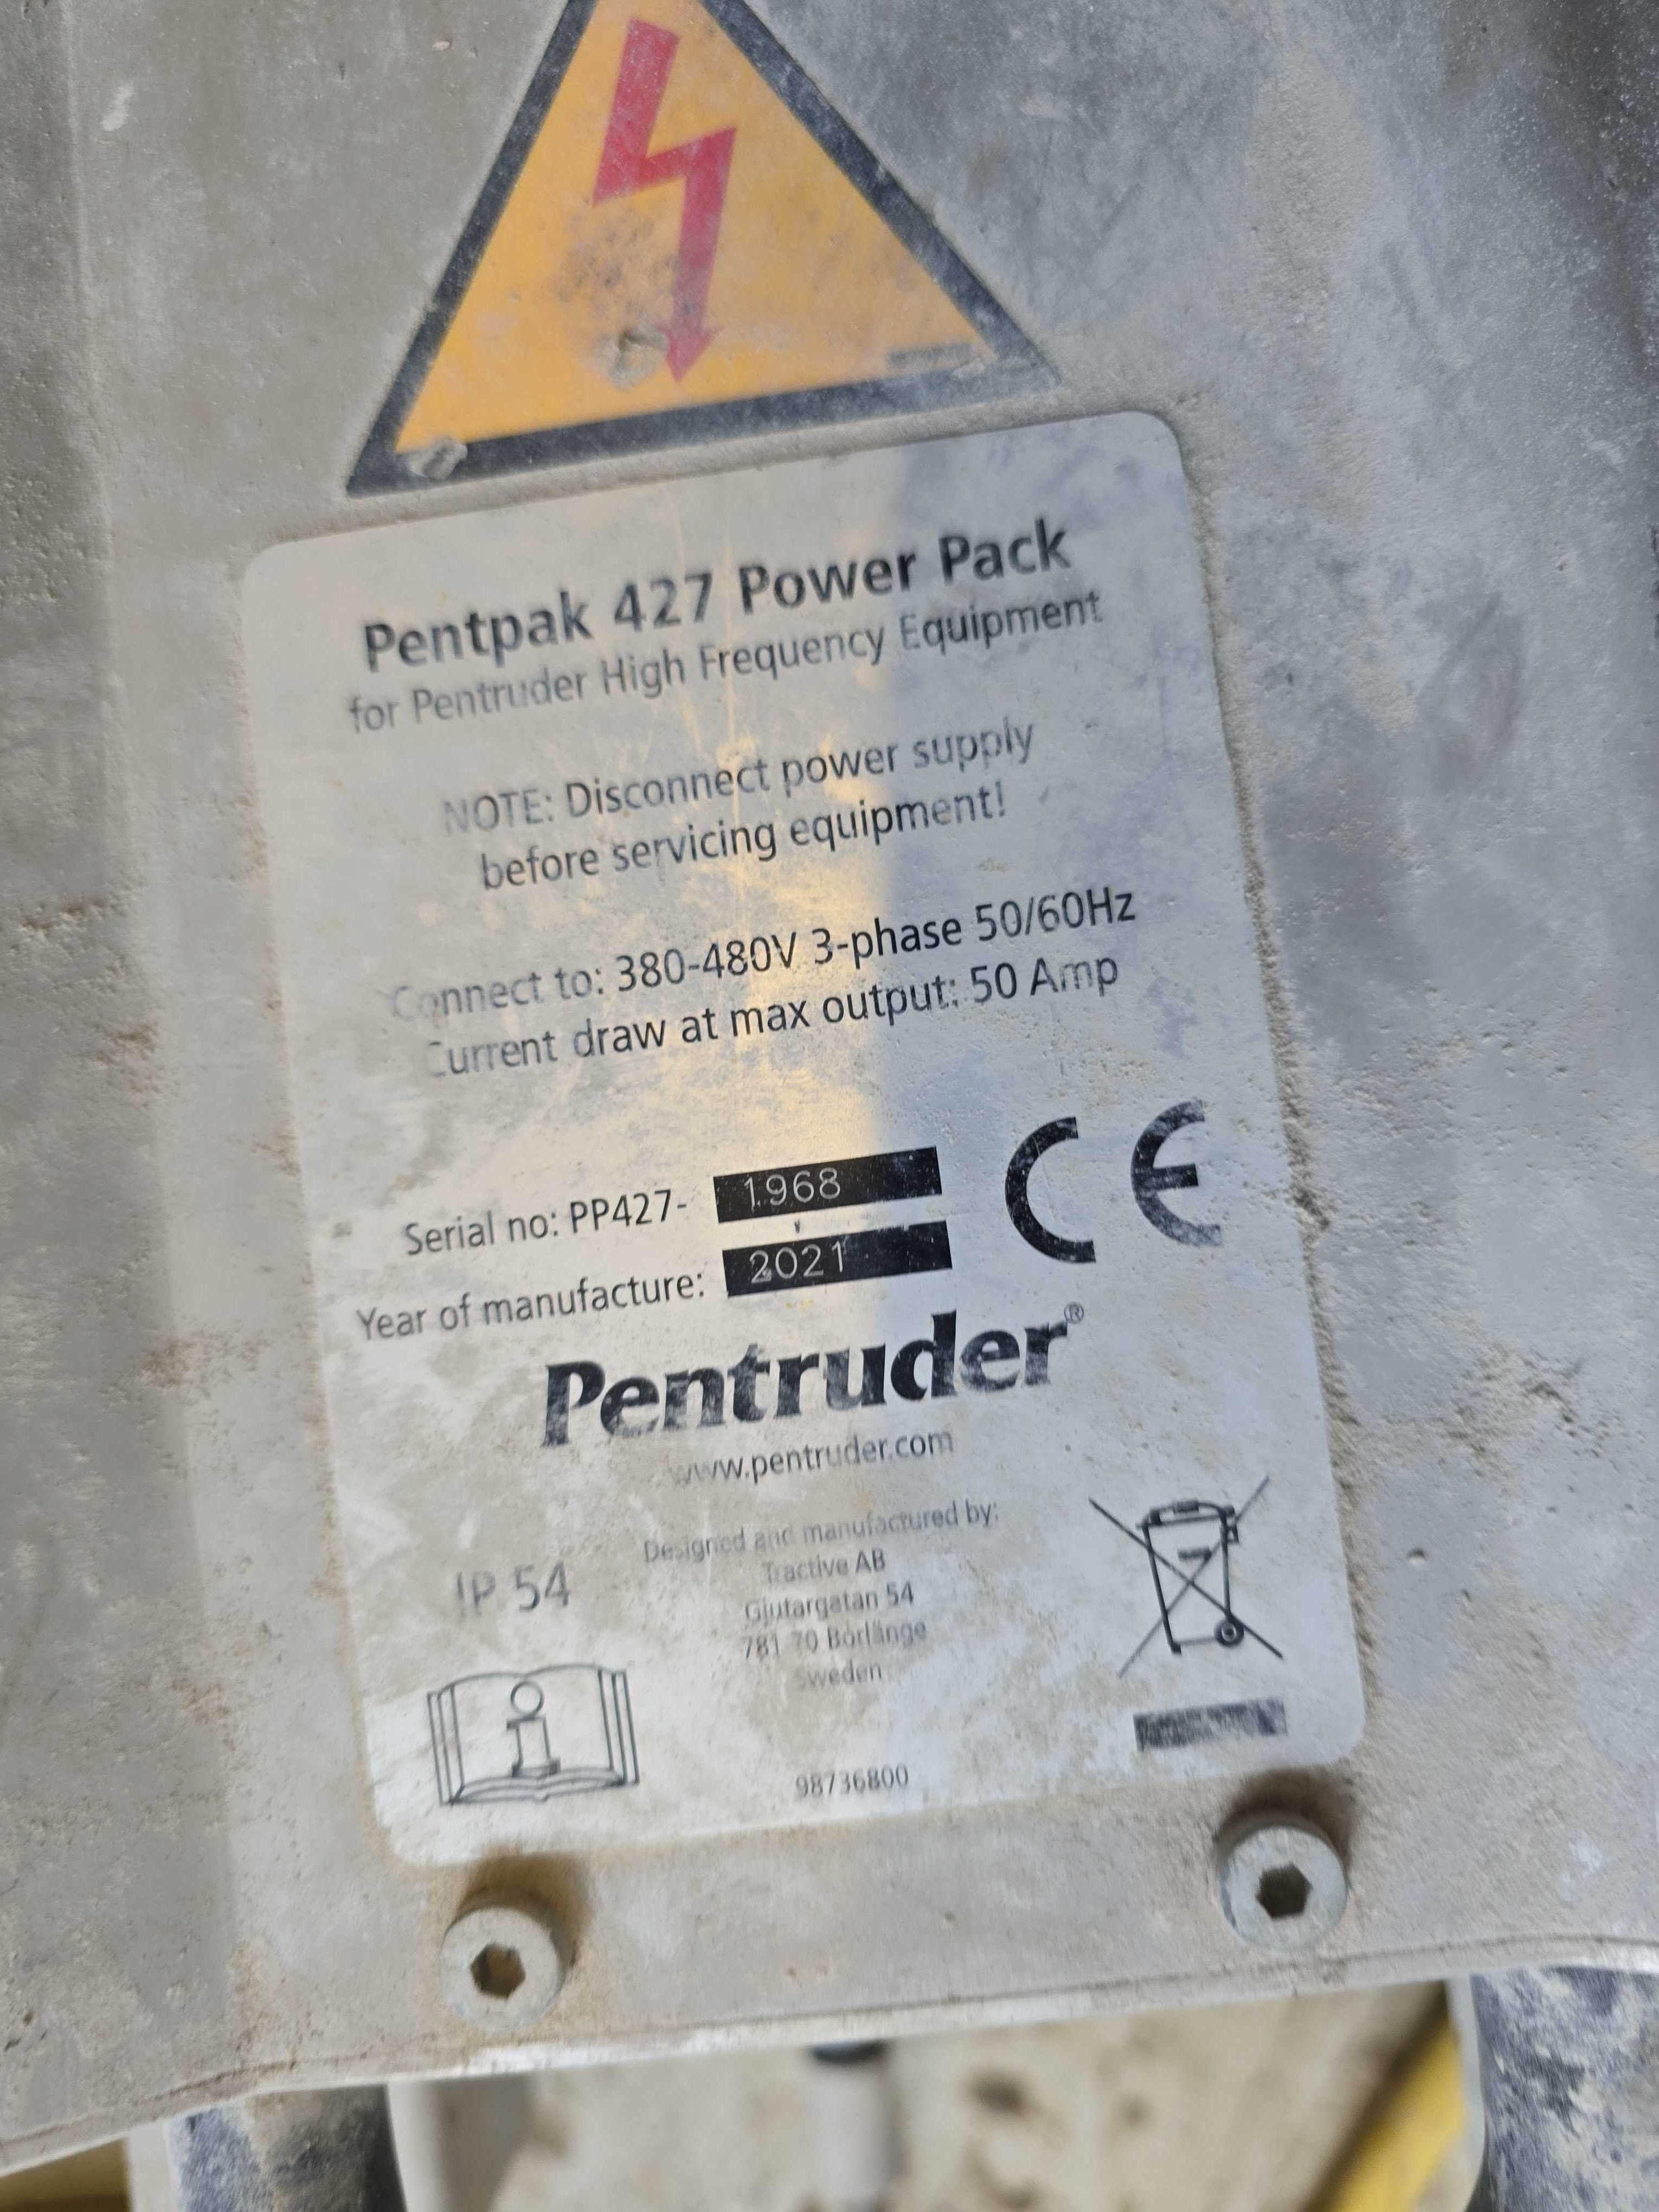 Pentpak 427 Power Pack
for Pentruder High Frequency Equipment
NOTE: Disconnect power supply
before servicing equipment!
Connect to: 380-480V 3-phase 50/60Hz
Current draw at max output: 50 Amp
Serial no: PP427- 1968
Year of manufacture: 2021
CE
Pentruder®
www.pentruder.com
IP 54
Designed and manufactured by:
Tractive AB
Gjutargatan 54
781 70 Borlänge
Sweden
98736800